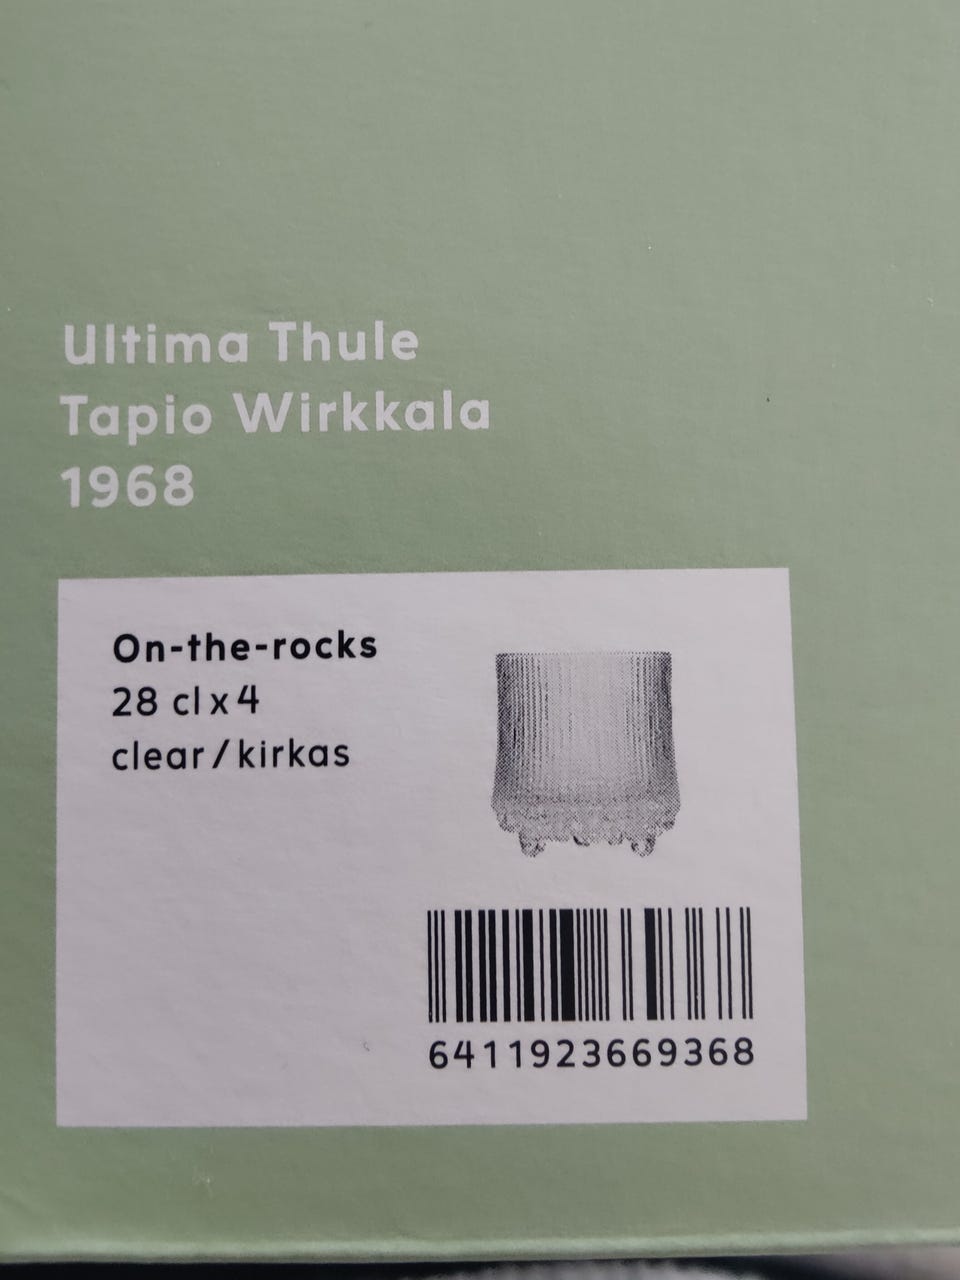 Ultima Thule
Tapio Wirkkala
1968
On-the-rocks
28 cl x 4
clear / kirkas
6411923669368